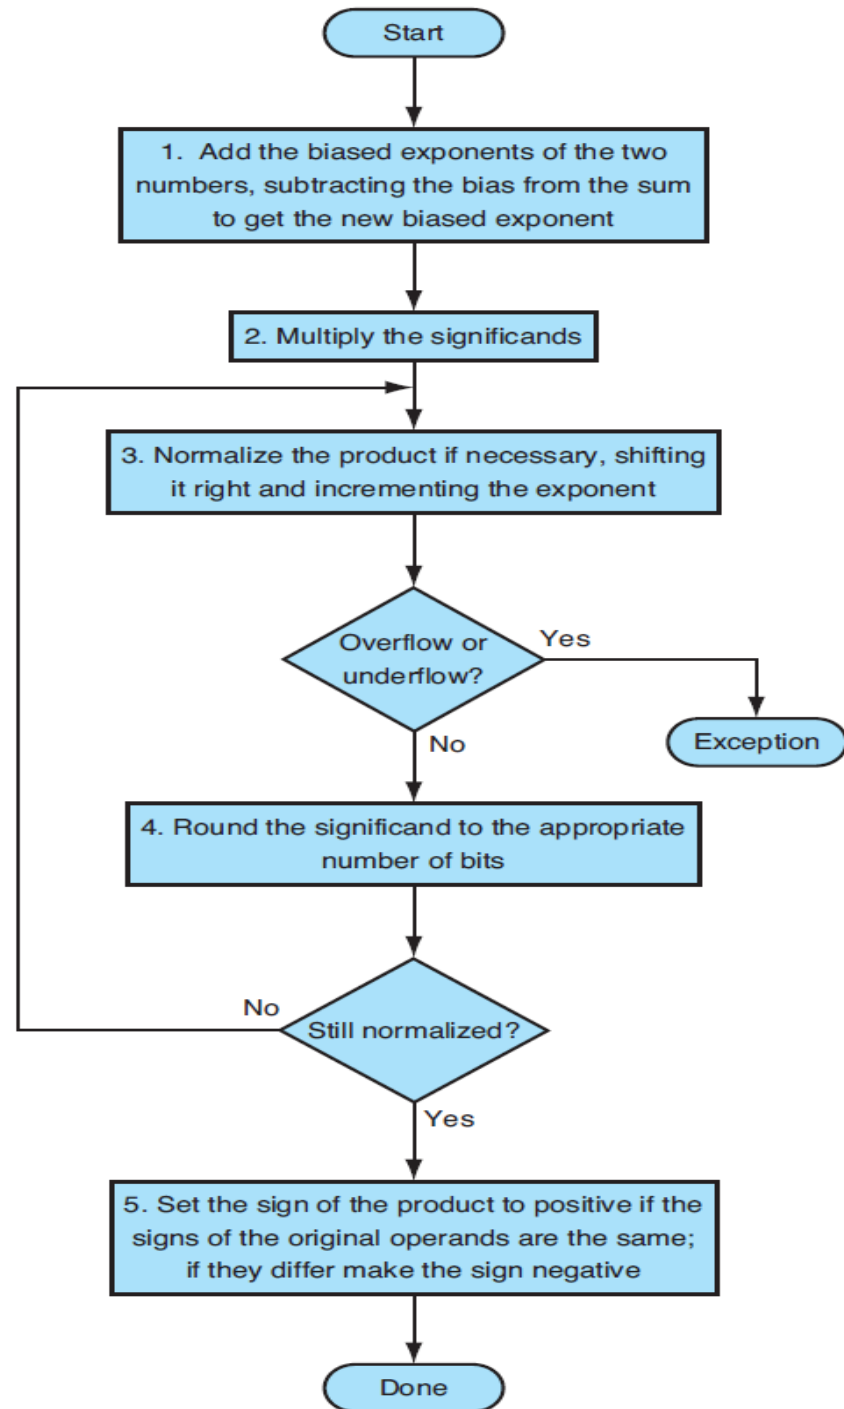 Start
1. Add the biased exponents of the two
numbers, subtracting the bias from the sum
to get the new biased exponent
2. Multiply the significands
3. Normalize the product if necessary, shifting
it right and incrementing the exponent
Overflow or
underflow?
Yes
No
Exception
4. Round the significand to the appropriate
number of bits
No
Still normalized?
Yes
5. Set the sign of the product to positive if the
signs of the original operands are the same;
if they differ make the sign negative
Done